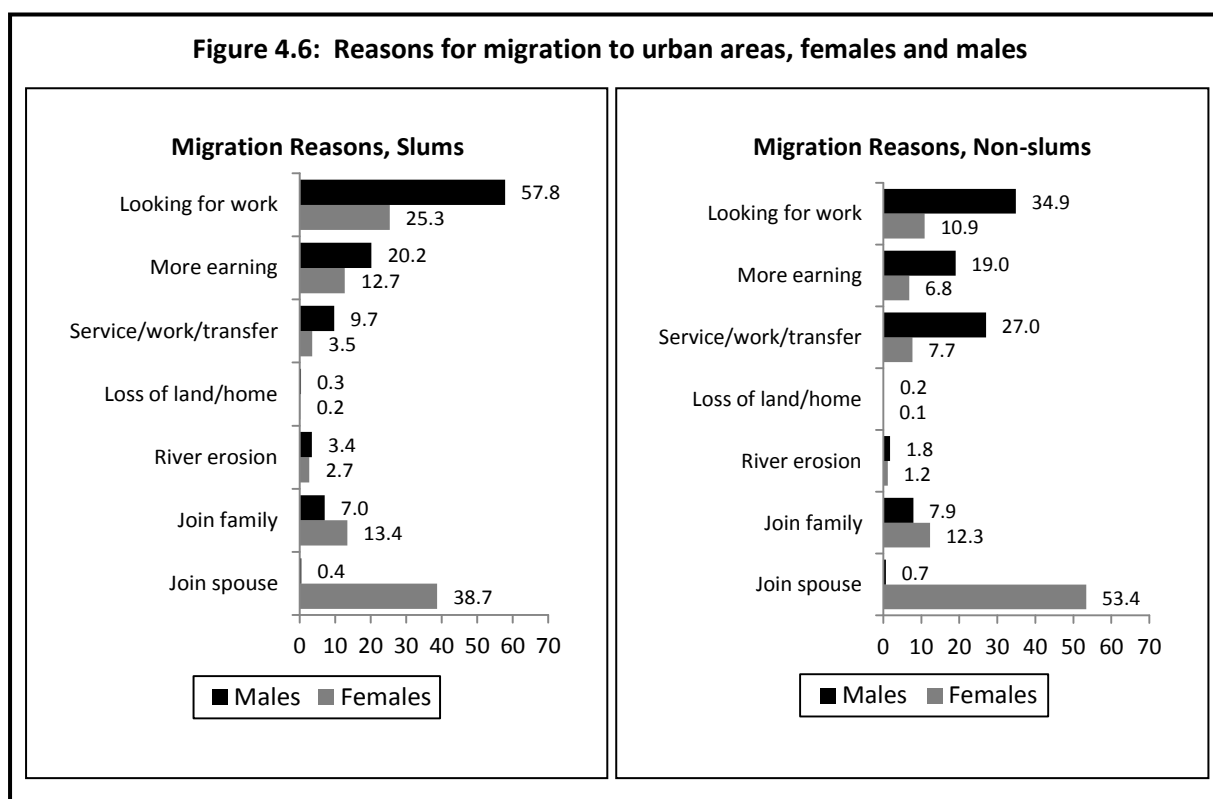 Figure 4.6:  Reasons for migration to urban areas, females and males
Migration Reasons, Slums
Looking for work
57.8
25.3
More earning
20.2
12.7
Service/work/transfer
9.7
3.5
Loss of land/home
0.3
0.2
River erosion
3.4
2.7
Join family
7.0
13.4
Join spouse
0.4
38.7
0 10 20 30 40 50 60 70
Males Females
Migration Reasons, Non-slums
Looking for work
34.9
10.9
More earning
19.0
6.8
Service/work/transfer
27.0
7.7
Loss of land/home
0.2
0.1
River erosion
1.8
1.2
Join family
7.9
12.3
Join spouse
0.7
53.4
0 10 20 30 40 50 60 70
Males Females